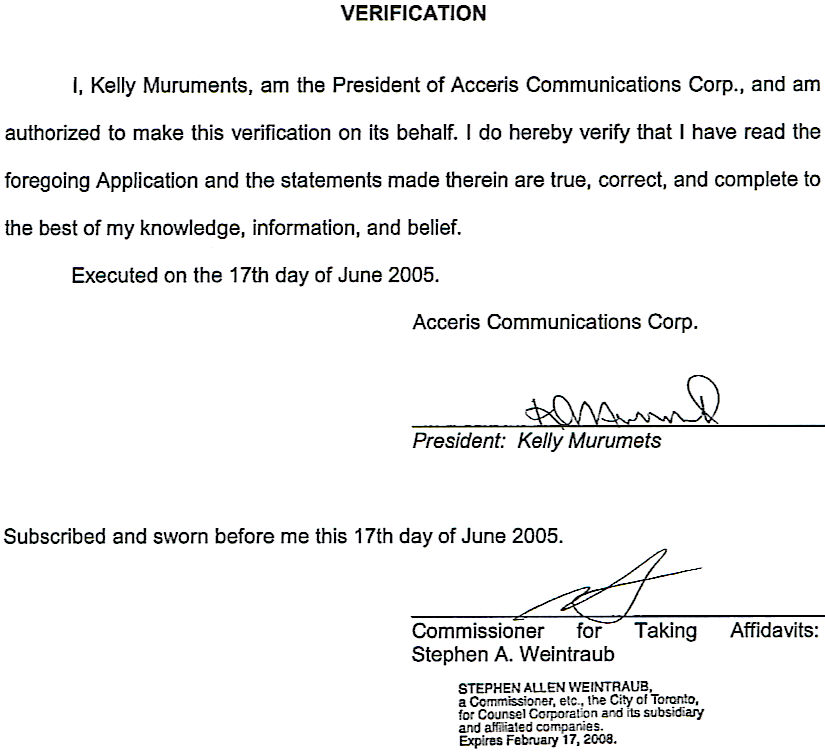 VERIFICATION
I, Kelly Muruments, am the President of Acceris Communications Corp., and am
authorized to make this verification on its behalf. I do hereby verify that I have read the
foregoing Application and the statements made therein are true, correct, and complete to
the best of my knowledge, information, and belief.
Executed on the 17th day of June 2005.
Acceris Communications Corp.
President: Kelly Murumets
Subscribed and sworn before me this 17th day of June 2005.
Commissioner for Taking Affidavits:
Stephen A. Weintraub
STEPHEN ALLEN WEINTRAUB,
a Commissioner, etc., the City of Toronto,
for Counsel Corporation and its subsidiary
and affiliated companies.
Expires February 17, 2008.